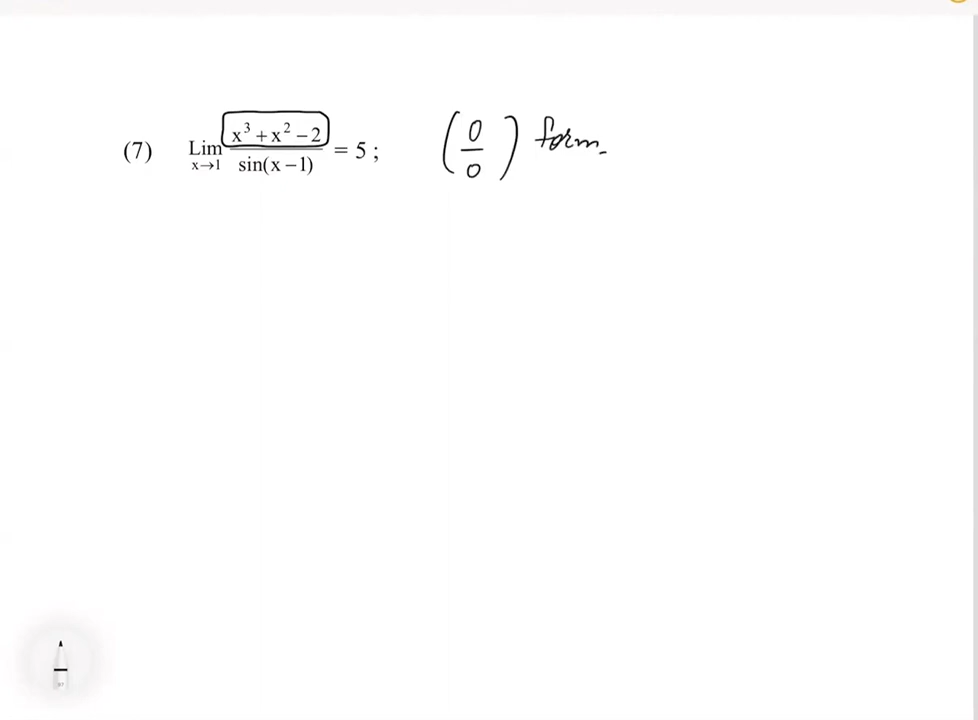 (7) Lim x→1 (x³ + x² − 2) / sin(x − 1) = 5 ; (0/0) form.